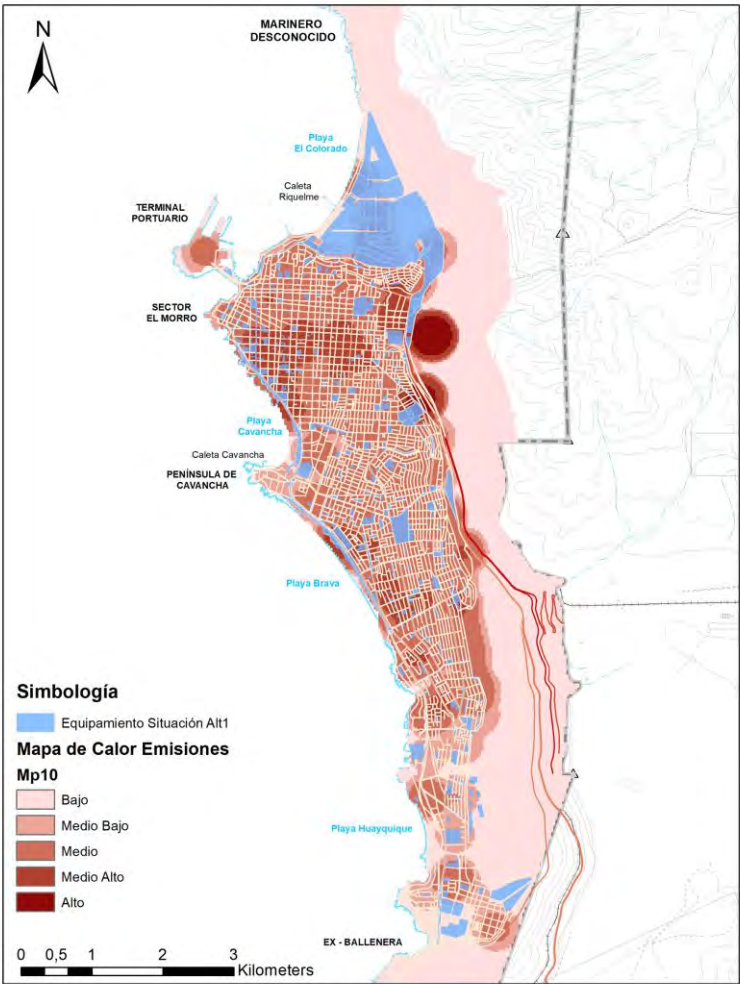 N
MARINERO
DESCONOCIDO
Playa
El Colorado
Caleta
Riquelme
TERMINAL
PORTUARIO
SECTOR
EL MORRO
Playa
Cavancha
Caleta Cavancha
PENÍNSULA DE
CAVANCHA
Playa Brava
Simbología
Equipamiento Situación Alt1
Mapa de Calor Emisiones
Mp10
Bajo
Medio Bajo
Medio
Medio Alto
Alto
Playa Huayquique
EX - BALLENERA
0 0,5 1 2 3
Kilometers